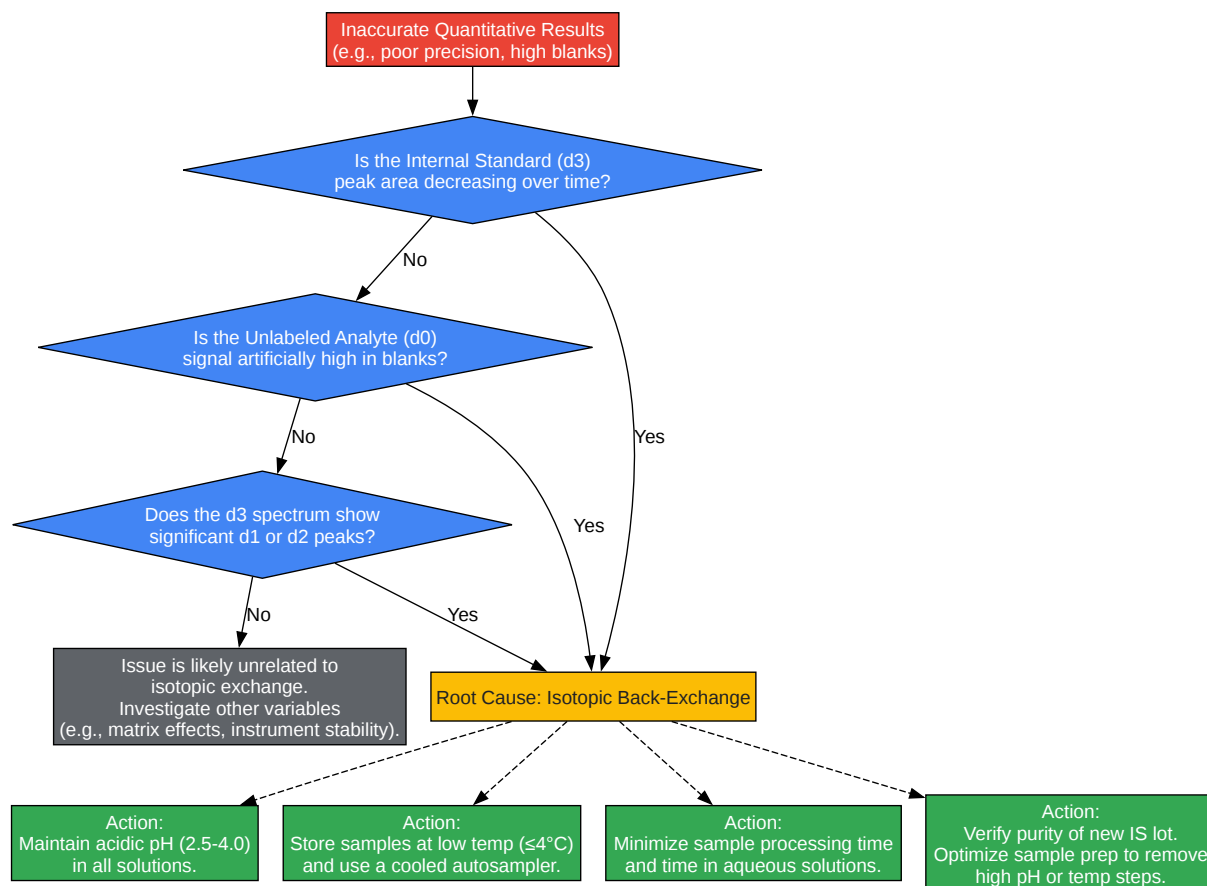 Inaccurate Quantitative Results
(e.g., poor precision, high blanks)
Is the Internal Standard (d3)
peak area decreasing over time?
No
Is the Unlabeled Analyte (d0)
signal artificially high in blanks?
Yes
No
Does the d3 spectrum show
significant d1 or d2 peaks?
Yes
No
Yes
Issue is likely unrelated to
isotopic exchange.
Investigate other variables
(e.g., matrix effects, instrument stability).
Root Cause: Isotopic Back-Exchange
Action:
Maintain acidic pH (2.5-4.0)
in all solutions.
Action:
Store samples at low temp (≤4°C)
and use a cooled autosampler.
Action:
Minimize sample processing time
and time in aqueous solutions.
Action:
Verify purity of new IS lot.
Optimize sample prep to remove
high pH or temp steps.